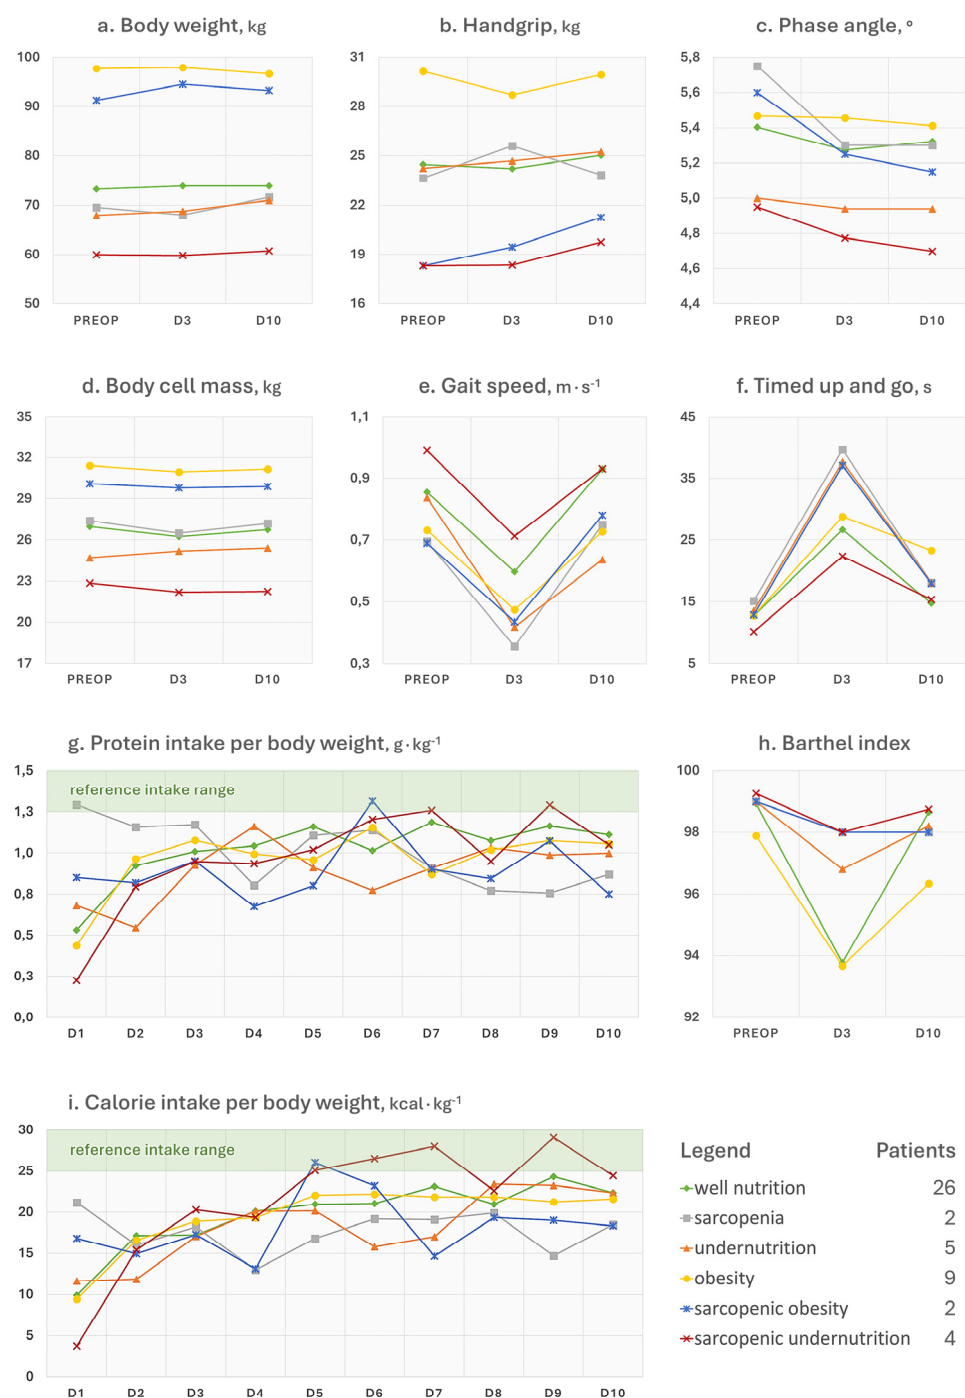 a. Body weight, kg
b. Handgrip, kg
c. Phase angle, °
100
90
80
70
60
50
PREOP D3 D10
31
28
25
22
19
16
PREOP D3 D10
5,8
5,6
5,4
5,2
5,0
4,8
4,6
4,4
PREOP D3 D10
d. Body cell mass, kg
e. Gait speed, m·s⁻¹
f. Timed up and go, s
35
32
29
26
23
20
17
PREOP D3 D10
1,1
0,9
0,7
0,5
0,3
PREOP D3 D10
45
35
25
15
5
PREOP D3 D10
g. Protein intake per body weight, g·kg⁻¹
h. Barthel index
1,5
1,3
1,0
0,8
0,5
0,3
0,0
reference intake range
D1 D2 D3 D4 D5 D6 D7 D8 D9 D10
100
98
96
94
92
PREOP D3 D10
i. Calorie intake per body weight, kcal·kg⁻¹
30
25
20
15
10
5
0
reference intake range
D1 D2 D3 D4 D5 D6 D7 D8 D9 D10
Legend Patients
well nutrition 26
sarcopenia 2
undernutrition 5
obesity 9
sarcopenic obesity 2
sarcopenic undernutrition 4